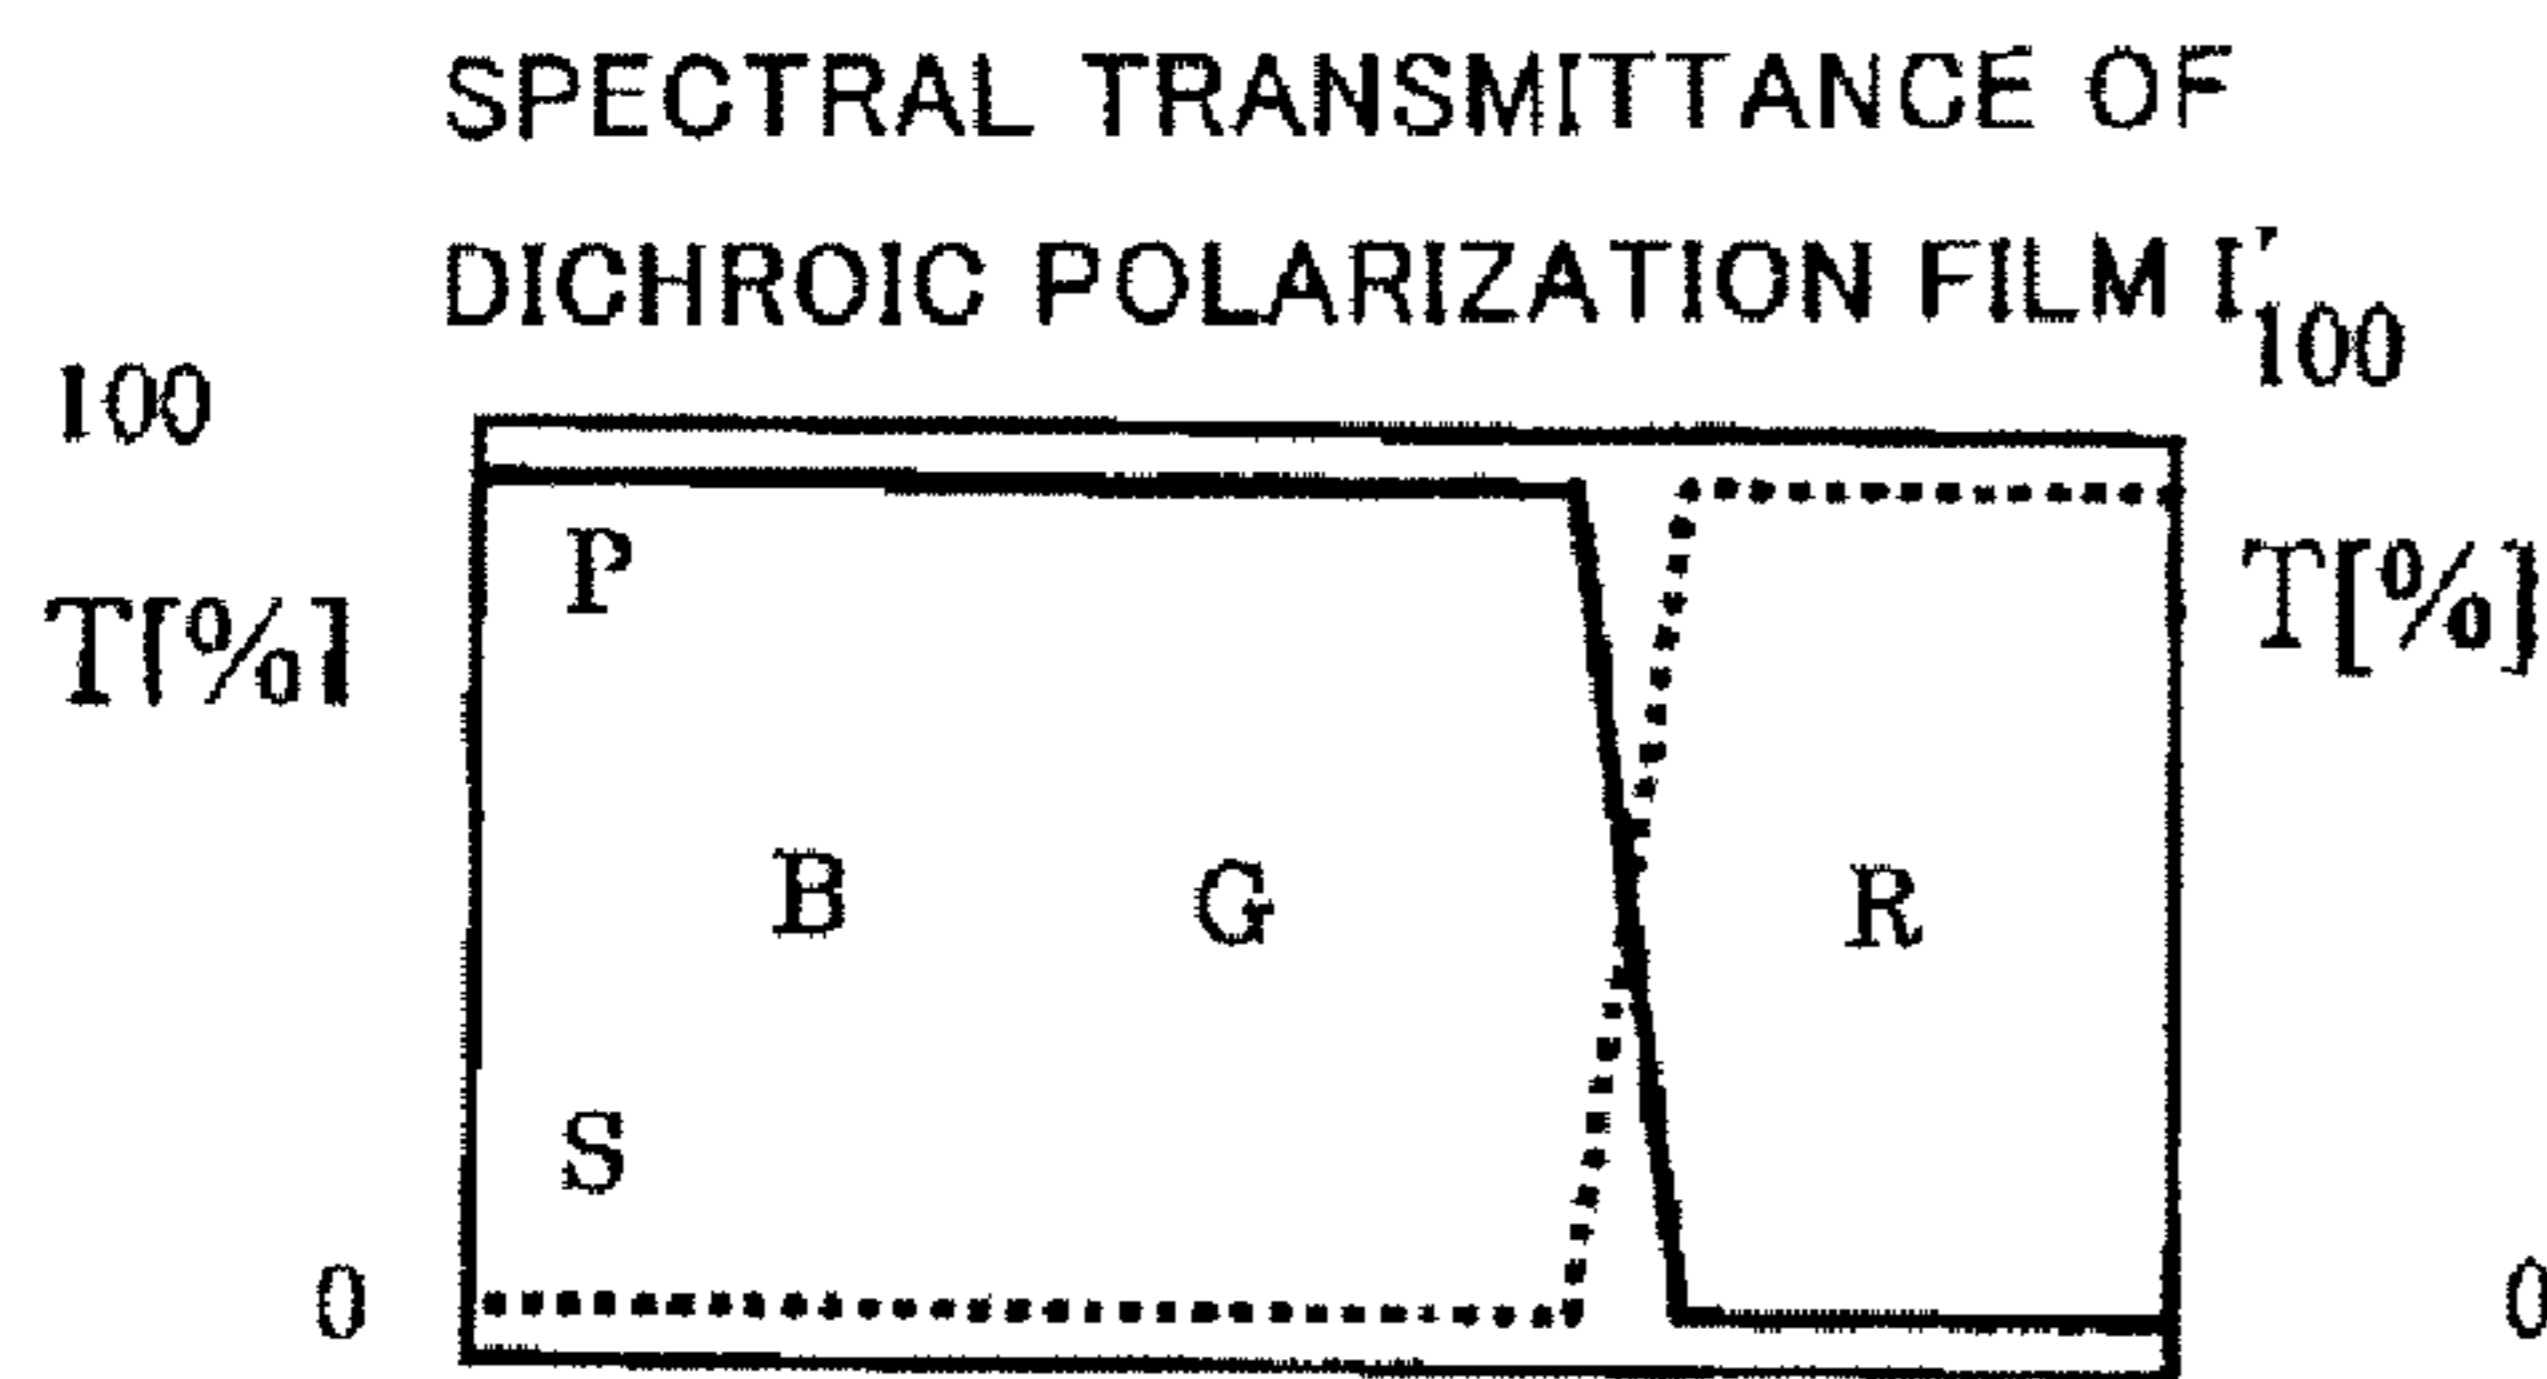 SPECTRAL TRANSMITTANCE OF
DICHROIC POLARIZATION FILM I'
100
100
P
T[%]
T[%]
B
G
R
S
0
0